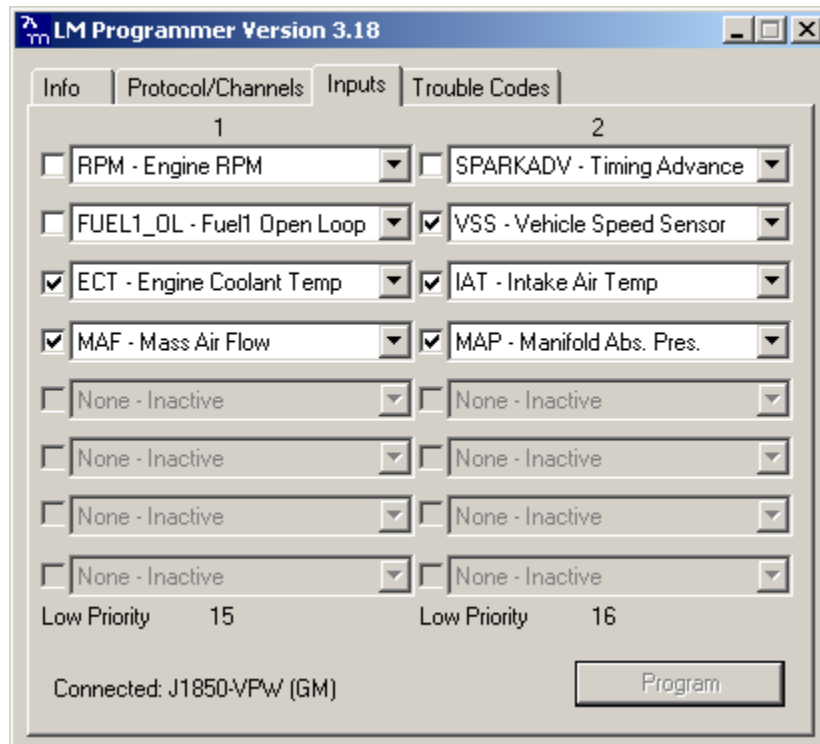 LM Programmer Version 3.18
Info Protocol/Channels Inputs Trouble Codes
1 2
RPM - Engine RPM SPARKADV - Timing Advance
FUEL1_OL - Fuel1 Open Loop VSS - Vehicle Speed Sensor
ECT - Engine Coolant Temp IAT - Intake Air Temp
MAF - Mass Air Flow MAP - Manifold Abs. Pres.
None - Inactive None - Inactive
None - Inactive None - Inactive
None - Inactive None - Inactive
None - Inactive None - Inactive
Low Priority 15 Low Priority 16
Connected: J1850-VPW (GM) Program